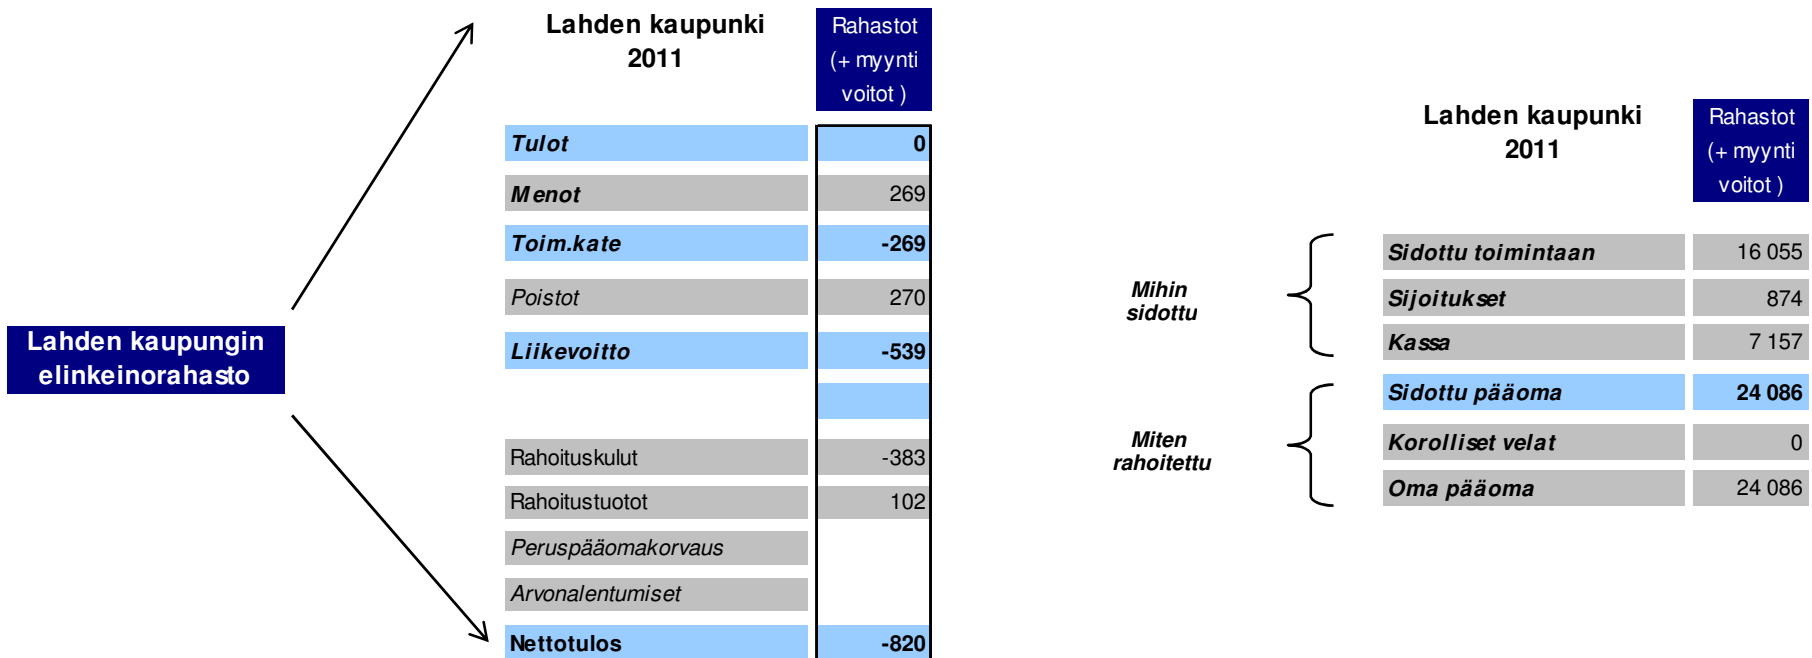 Lahden kaupungin
elinkeinorahasto
Lahden kaupunki
2011
Rahastot
(+ myynti
voitot )
Tulot 0
Menot 269
Toim.kate -269
Poistot 270
Liikevoitto -539
Rahoituskulut -383
Rahoitustuotot 102
Peruspääomakorvaus
Arvonalentumiset
Nettotulos -820
Lahden kaupunki
2011
Rahastot
(+ myynti
voitot )
Mihin
sidottu
Sidottu toimintaan 16 055
Sijoitukset 874
Kassa 7 157
Miten
rahoitettu
Sidottu pääoma 24 086
Korolliset velat 0
Oma pääoma 24 086